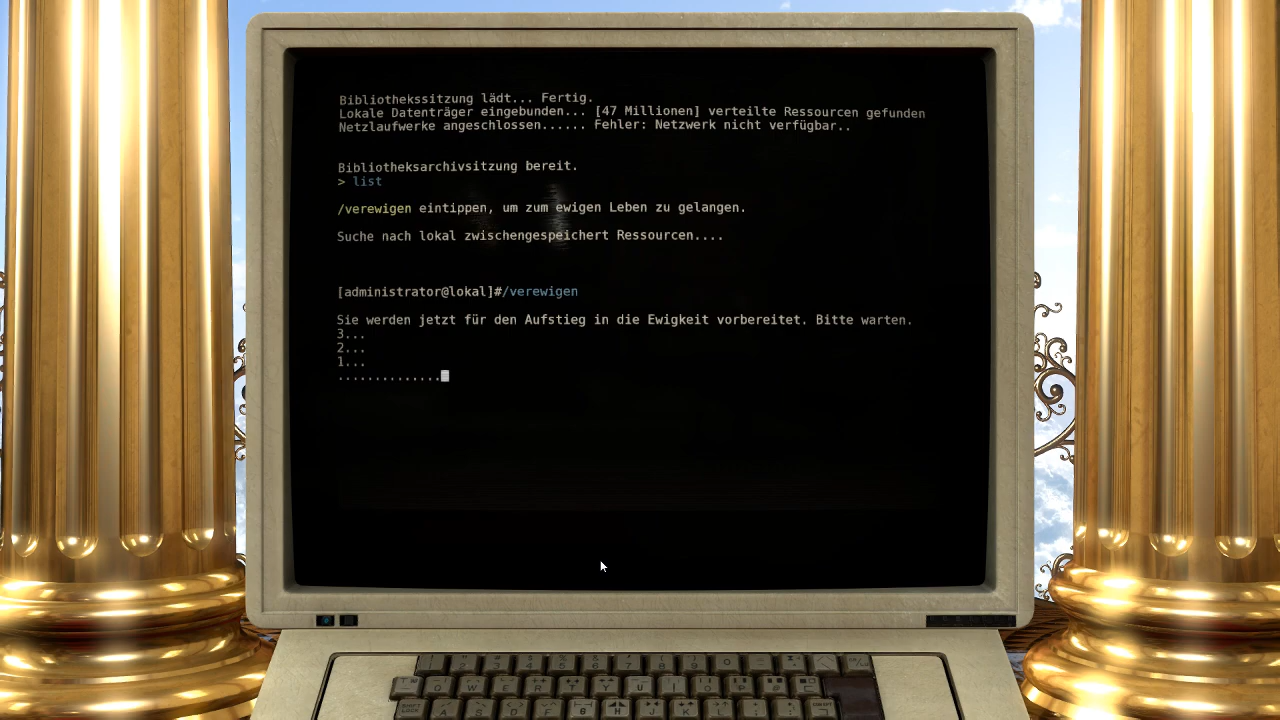 Bibliothekssitzung lädt... Fertig.
Lokale Datenträger eingebunden... [47 Millionen] verteilte Ressourcen gefunden
Netzlaufwerke angeschlossen...... Fehler: Netzwerk nicht verfügbar..
Bibliotheksarchivsitzung bereit.
> list
/verewigen eintippen, um zum ewigen Leben zu gelangen.
Suche nach lokal zwischengespeichert Ressourcen....
[administrator@lokal]#/verewigen
Sie werden jetzt für den Aufstieg in die Ewigkeit vorbereitet. Bitte warten.
3...
2...
1...
..............